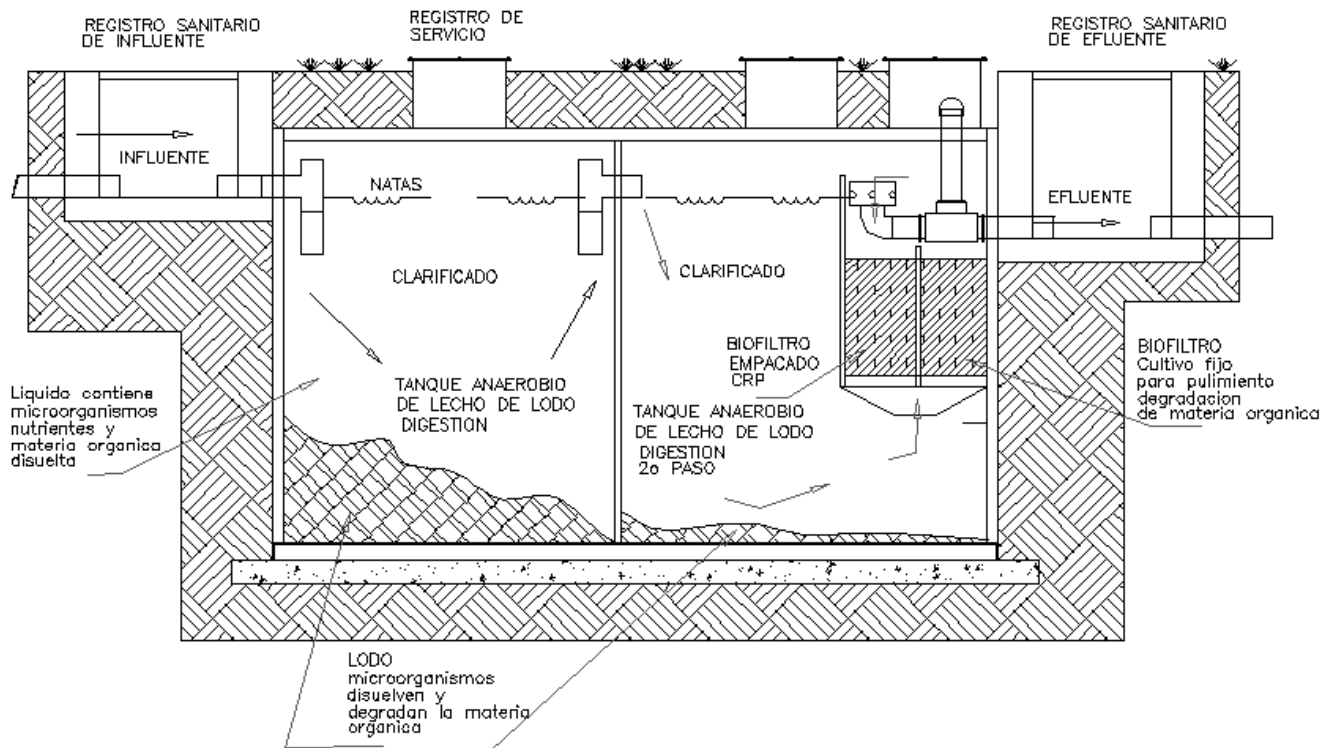 REGISTRO SANITARIO
DE INFLUENTE
REGISTRO DE
SERVICIO
REGISTRO SANITARIO
DE EFLUENTE
INFLUENTE
NATAS
EFLUENTE
CLARIFICADO
CLARIFICADO
BIOFILTRO
EMPACADO
CRP
BIOFILTRO
Cultivo fijo
para pulimiento
degradacion
de materia organica
Liquido contiene
microorganismos
nutrientes y
materia organica
disuelta
TANQUE ANAEROBIO
DE LECHO DE LODO
DIGESTION
TANQUE ANAEROBIO
DE LECHO DE LODO
DIGESTION
2o PASO
LODO
microorganismos
disuelven y
degradan la materia
organica